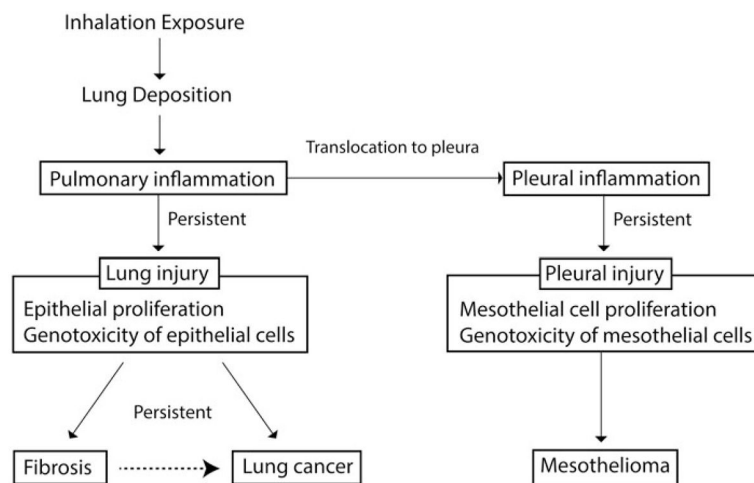 Inhalation Exposure
Lung Deposition
Translocation to pleura
Pulmonary inflammation
Pleural inflammation
Persistent
Persistent
Lung injury
Pleural injury
Epithelial proliferation
Genotoxicity of epithelial cells
Mesothelial cell proliferation
Genotoxicity of mesothelial cells
Persistent
Fibrosis
Lung cancer
Mesothelioma